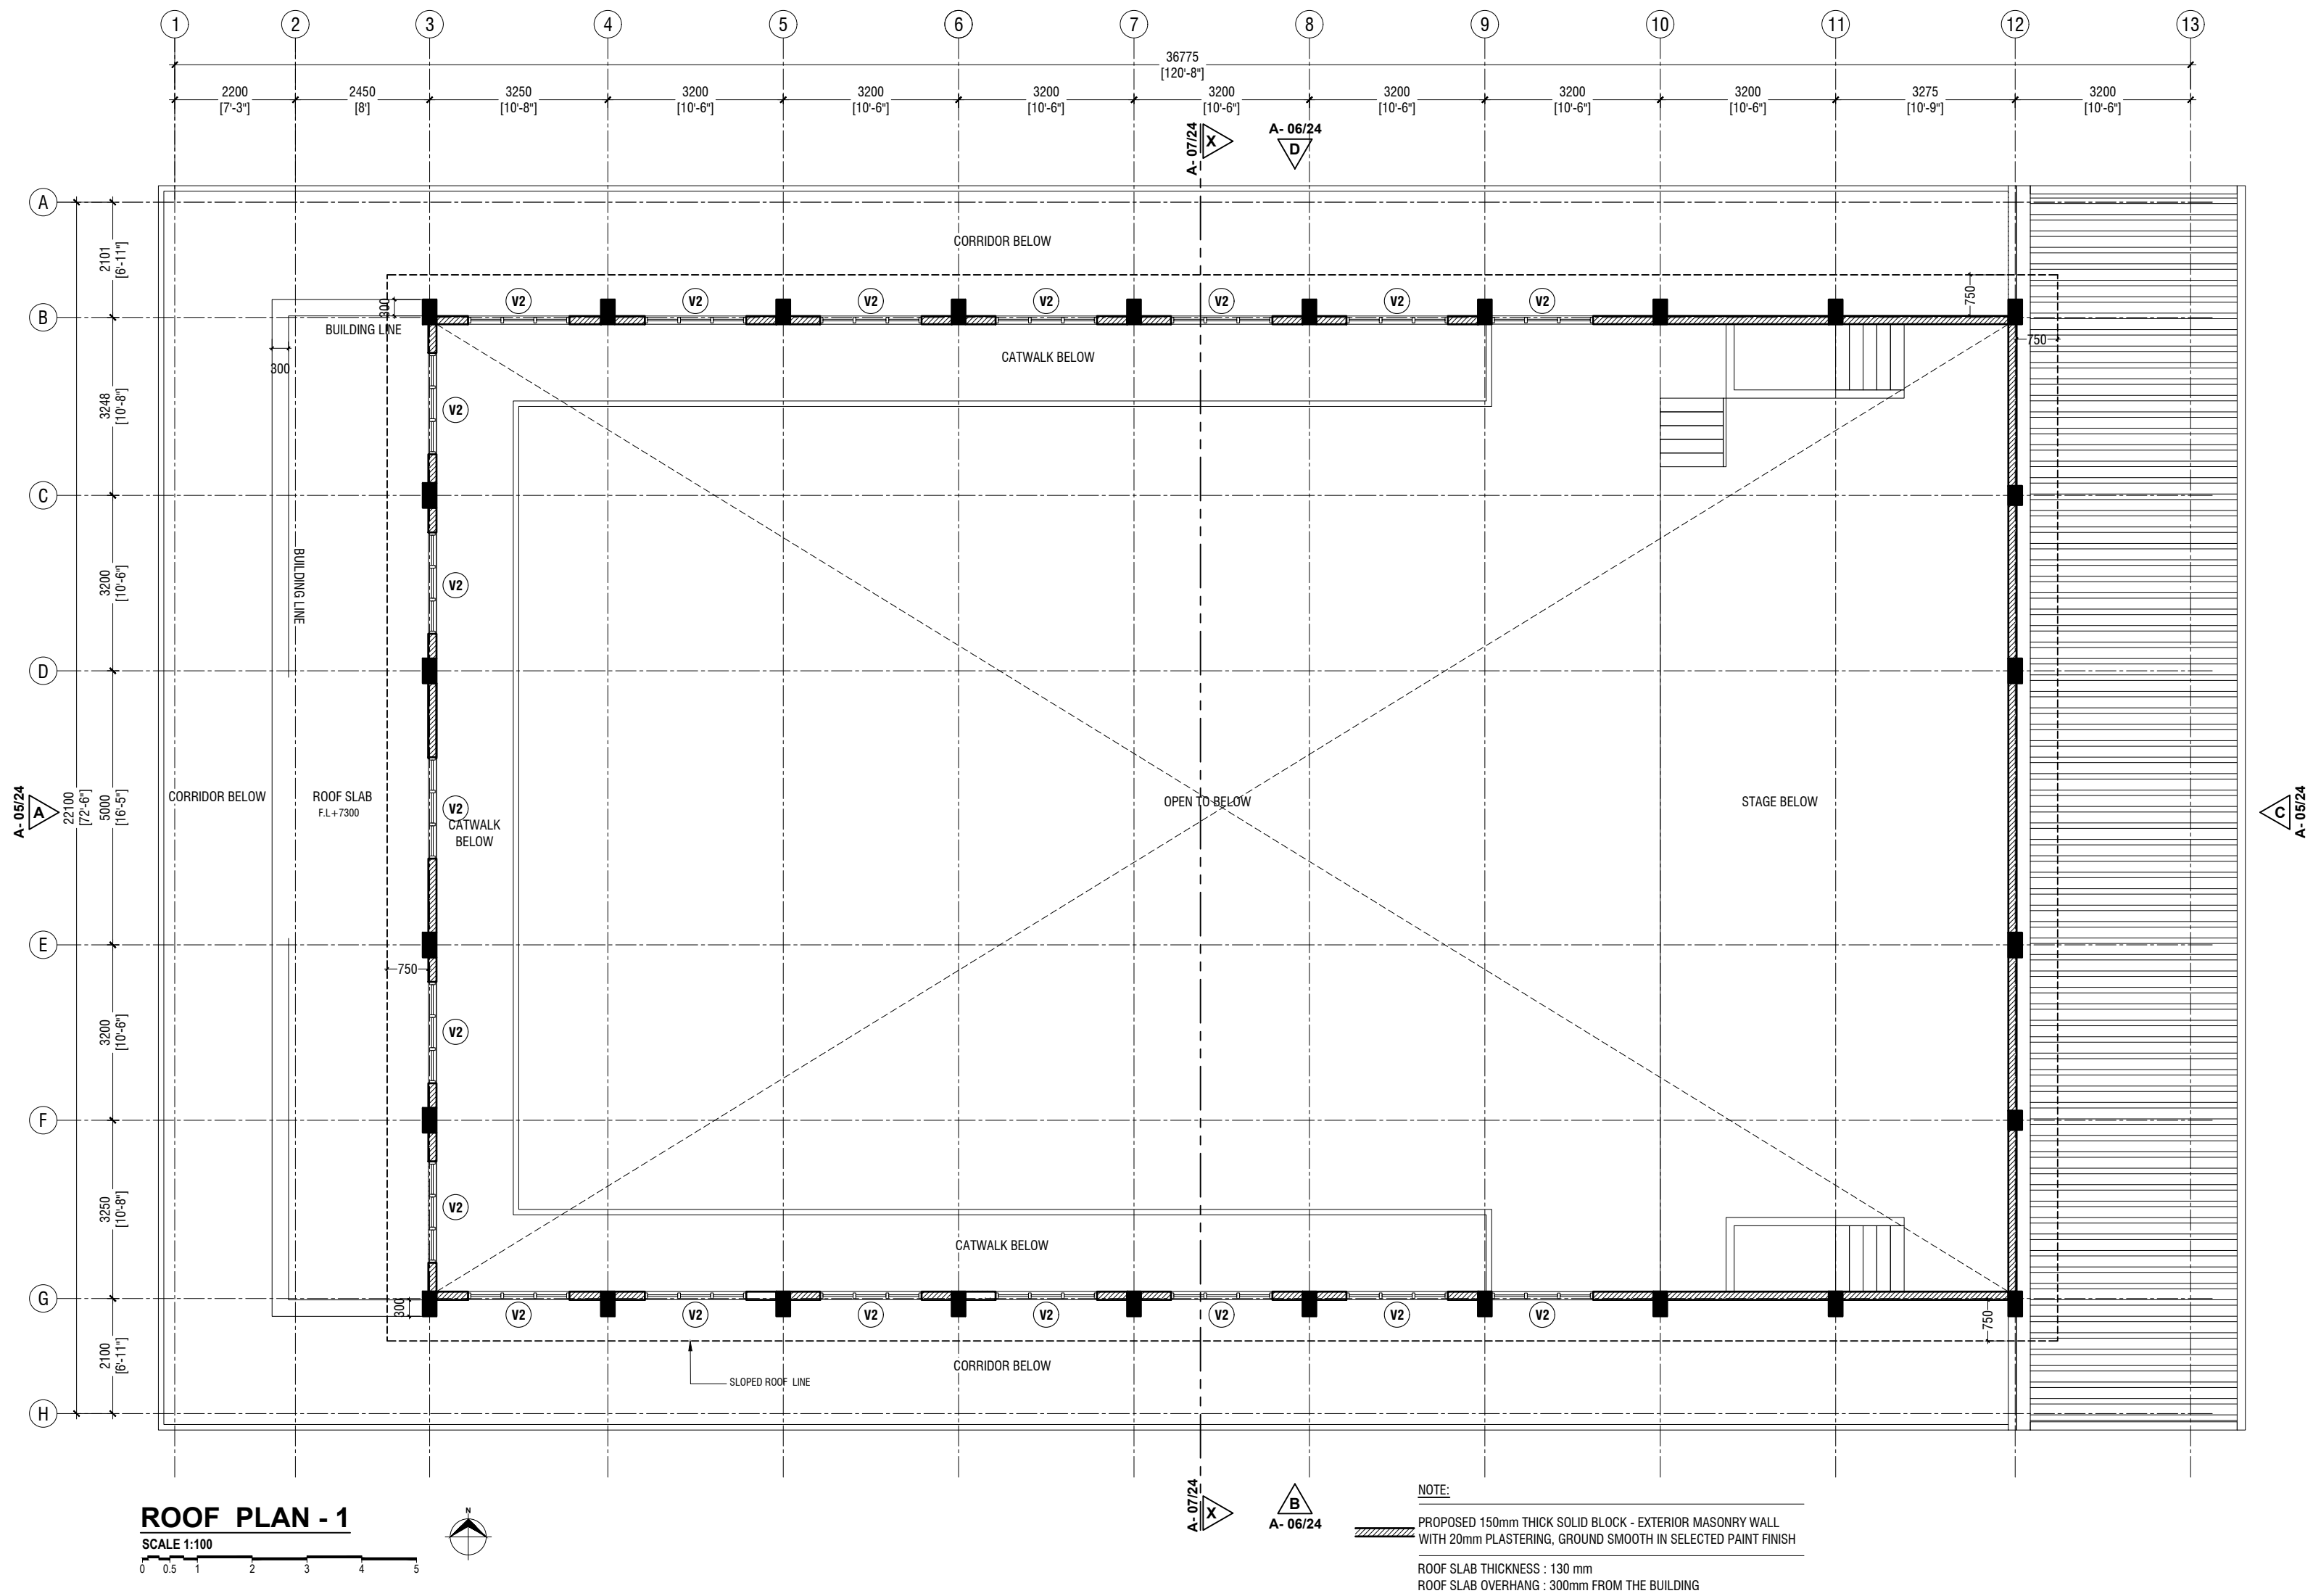 1 2 3 4 5 6 7 8 9 10 11 12 13
36775
[120'-8"]
2200 2450 3250 3200 3200 3200 3200 3200 3200 3200 3275 3200
[7'-3"] [8'] [10'-8"] [10'-6"] [10'-6"] [10'-6"] [10'-6"] [10'-6"] [10'-6"] [10'-6"] [10'-9"] [10'-6"]
A- 07/24
X
A- 06/24
D
A
2101
[6'-11"]
CORRIDOR BELOW
750
300
V2 V2 V2 V2 V2 V2 V2
B
BUILDING LINE
750
CATWALK BELOW
300
3248
[10'-8"]
V2
C
3200
[10'-6"]
BUILDING LINE
V2
D
A- 05/24
A
22100
[72'-6"]
5000
[16'-5"]
CORRIDOR BELOW
ROOF SLAB
F.L+7300
V2
CATWALK
BELOW
OPEN TO BELOW
STAGE BELOW
C
A- 05/24
E
750
3200
[10'-6"]
V2
F
3250
[10'-8"]
V2
CATWALK BELOW
G
300
V2 V2 V2 V2 V2 V2 V2
750
2100
[6'-11"]
CORRIDOR BELOW
SLOPED ROOF LINE
H
A- 07/24
X
B
A- 06/24
ROOF PLAN - 1
SCALE 1:100
0 0.5 1 2 3 4 5
N
NOTE:
PROPOSED 150mm THICK SOLID BLOCK - EXTERIOR MASONRY WALL
WITH 20mm PLASTERING, GROUND SMOOTH IN SELECTED PAINT FINISH
ROOF SLAB THICKNESS : 130 mm
ROOF SLAB OVERHANG : 300mm FROM THE BUILDING